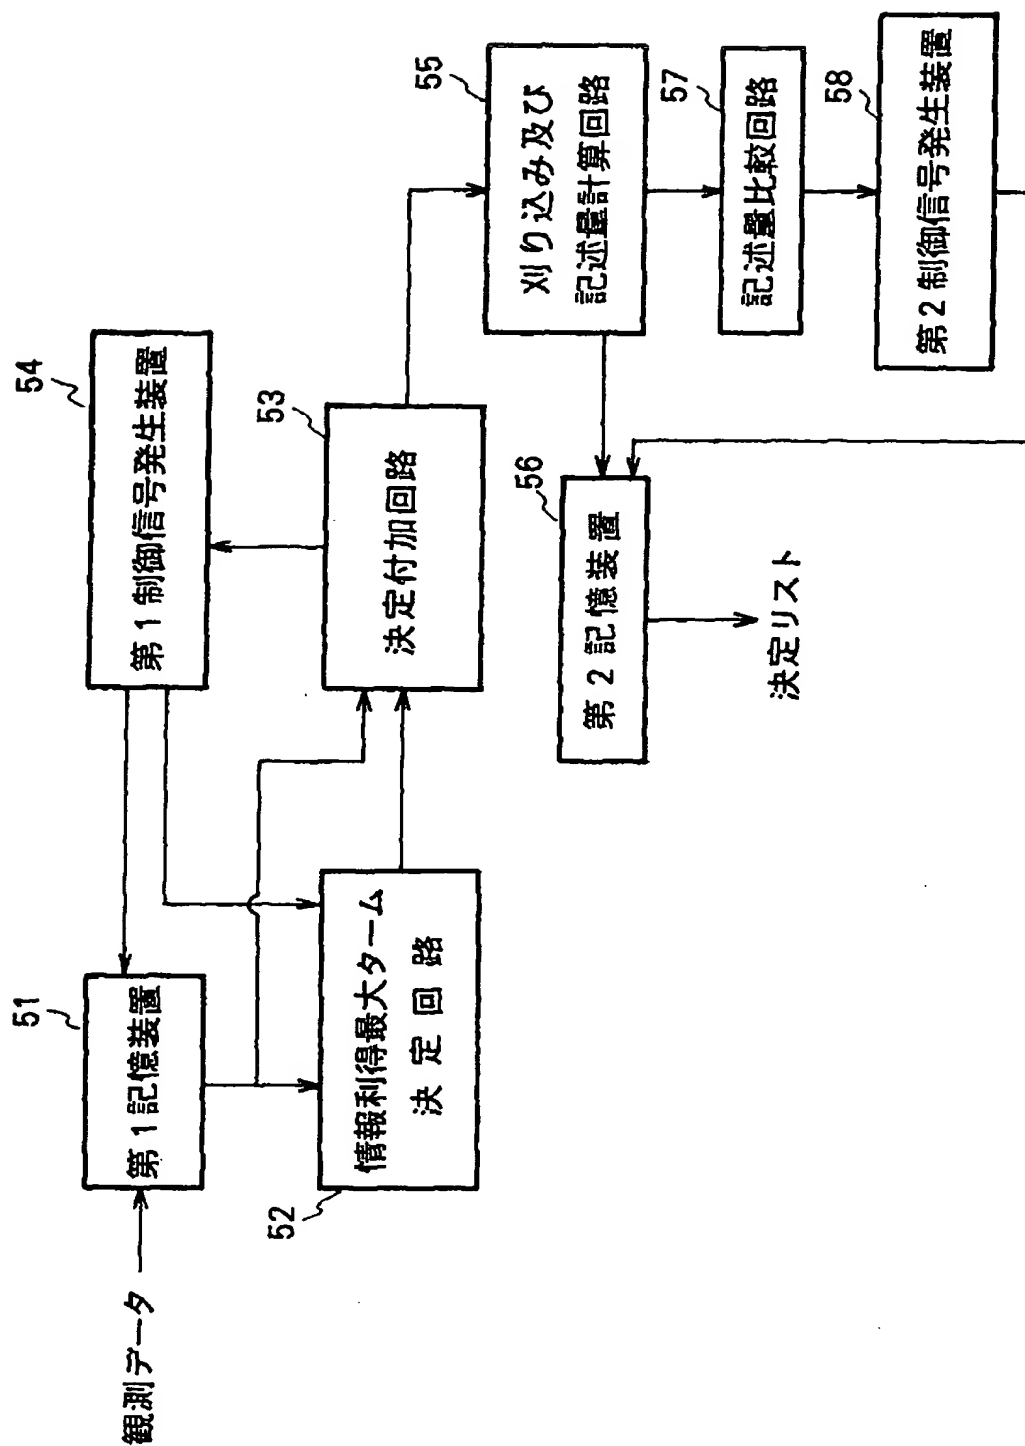 観測データ
51
第1記憶装置
54
第1制御信号発生装置
52
情報利得最大ターム
決定回路
53
決定付加回路
55
刈り込み及び
記述量計算回路
56
第2記憶装置
57
記述量比較回路
58
第2制御信号発生装置
決定リスト